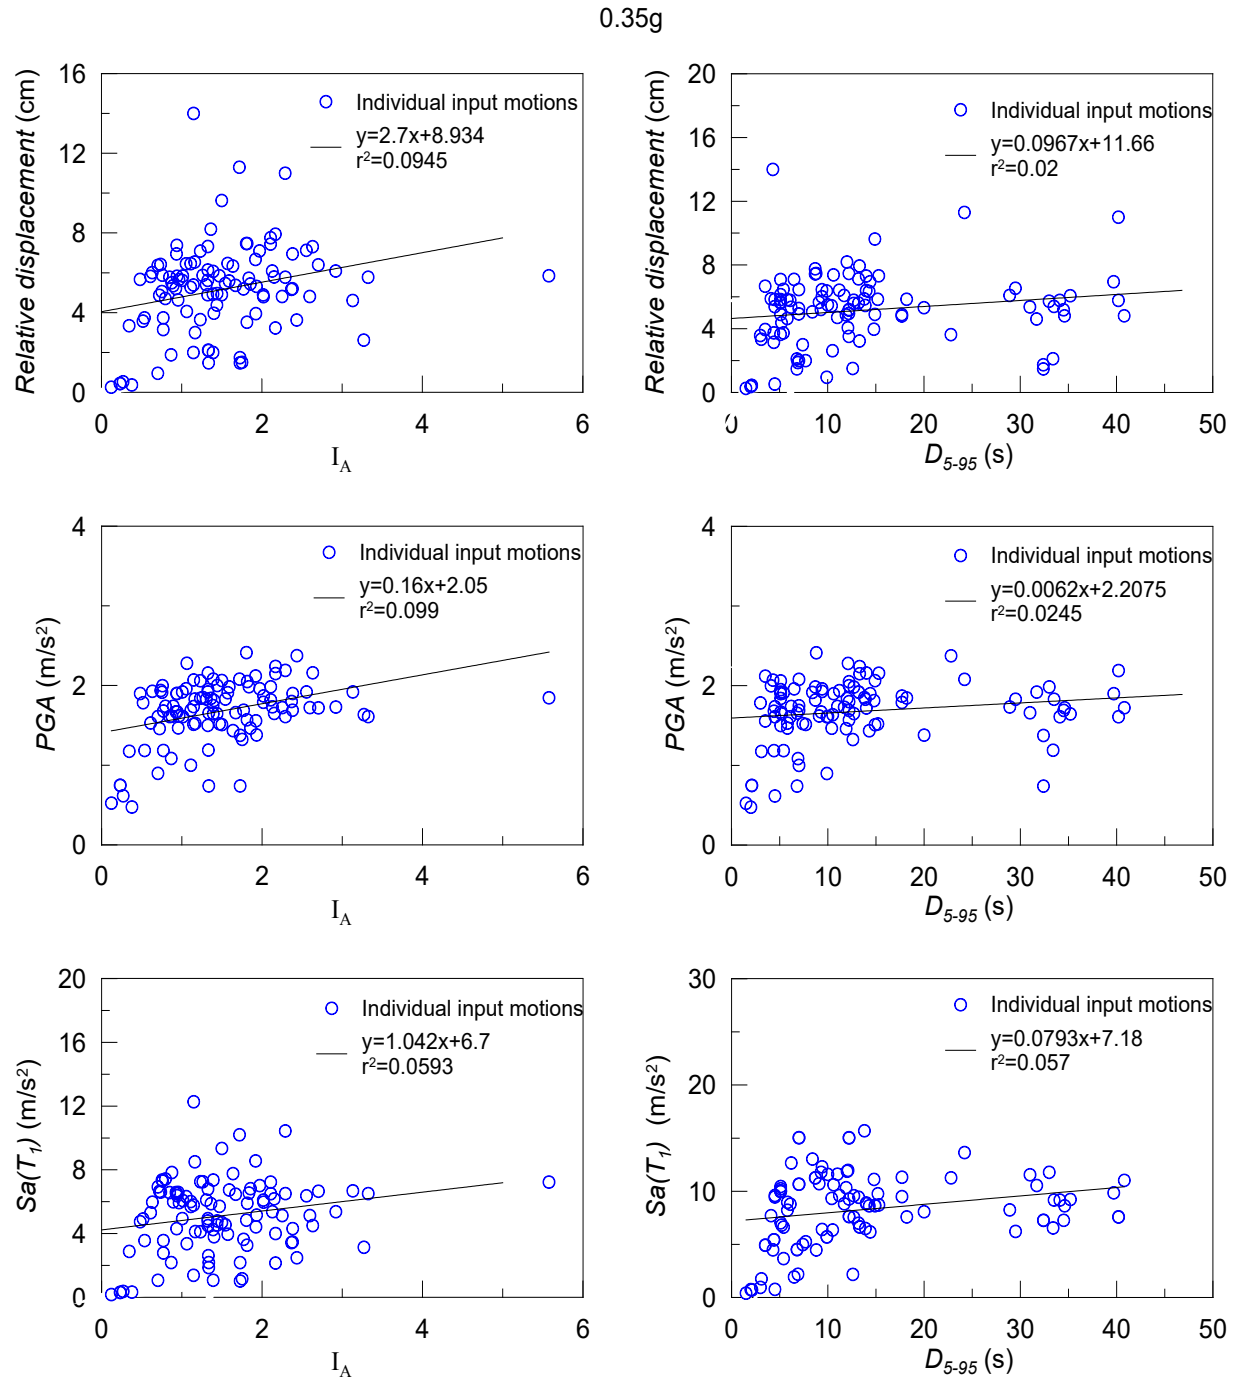 0.35g
Relative displacement (cm)
16
12
8
4
0
0
2
4
6
I_A
Individual input motions
y=2.7x+8.934
r²=0.0945
Relative displacement (cm)
20
16
12
8
4
0
0
10
20
30
40
50
D₅₋₉₅ (s)
Individual input motions
y=0.0967x+11.66
r²=0.02
PGA (m/s²)
4
2
0
0
2
4
6
I_A
Individual input motions
y=0.16x+2.05
r²=0.099
PGA (m/s²)
4
2
0
0
10
20
30
40
50
D₅₋₉₅ (s)
Individual input motions
y=0.0062x+2.2075
r²=0.0245
Sa(T₁) (m/s²)
20
16
12
8
4
0
0
2
4
6
I_A
Individual input motions
y=1.042x+6.7
r²=0.0593
Sa(T₁) (m/s²)
30
20
10
0
0
10
20
30
40
50
D₅₋₉₅ (s)
Individual input motions
y=0.0793x+7.18
r²=0.057